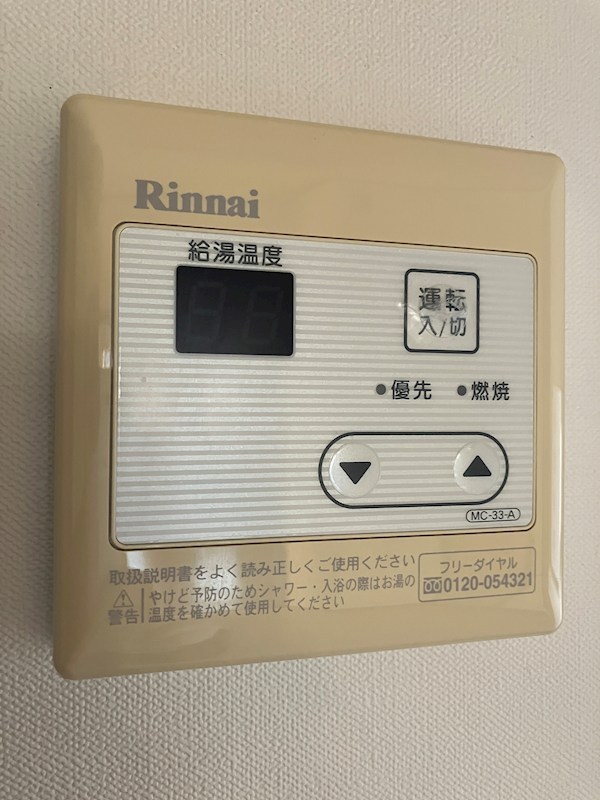 Rinnai
給湯温度
運転
入/切
優先
燃焼
MC-33-A
取扱説明書をよく読み正しくご使用ください
警告
やけど予防のためシャワー・入浴の際はお湯の
温度を確かめて使用してください
フリーダイヤル
0120-054321